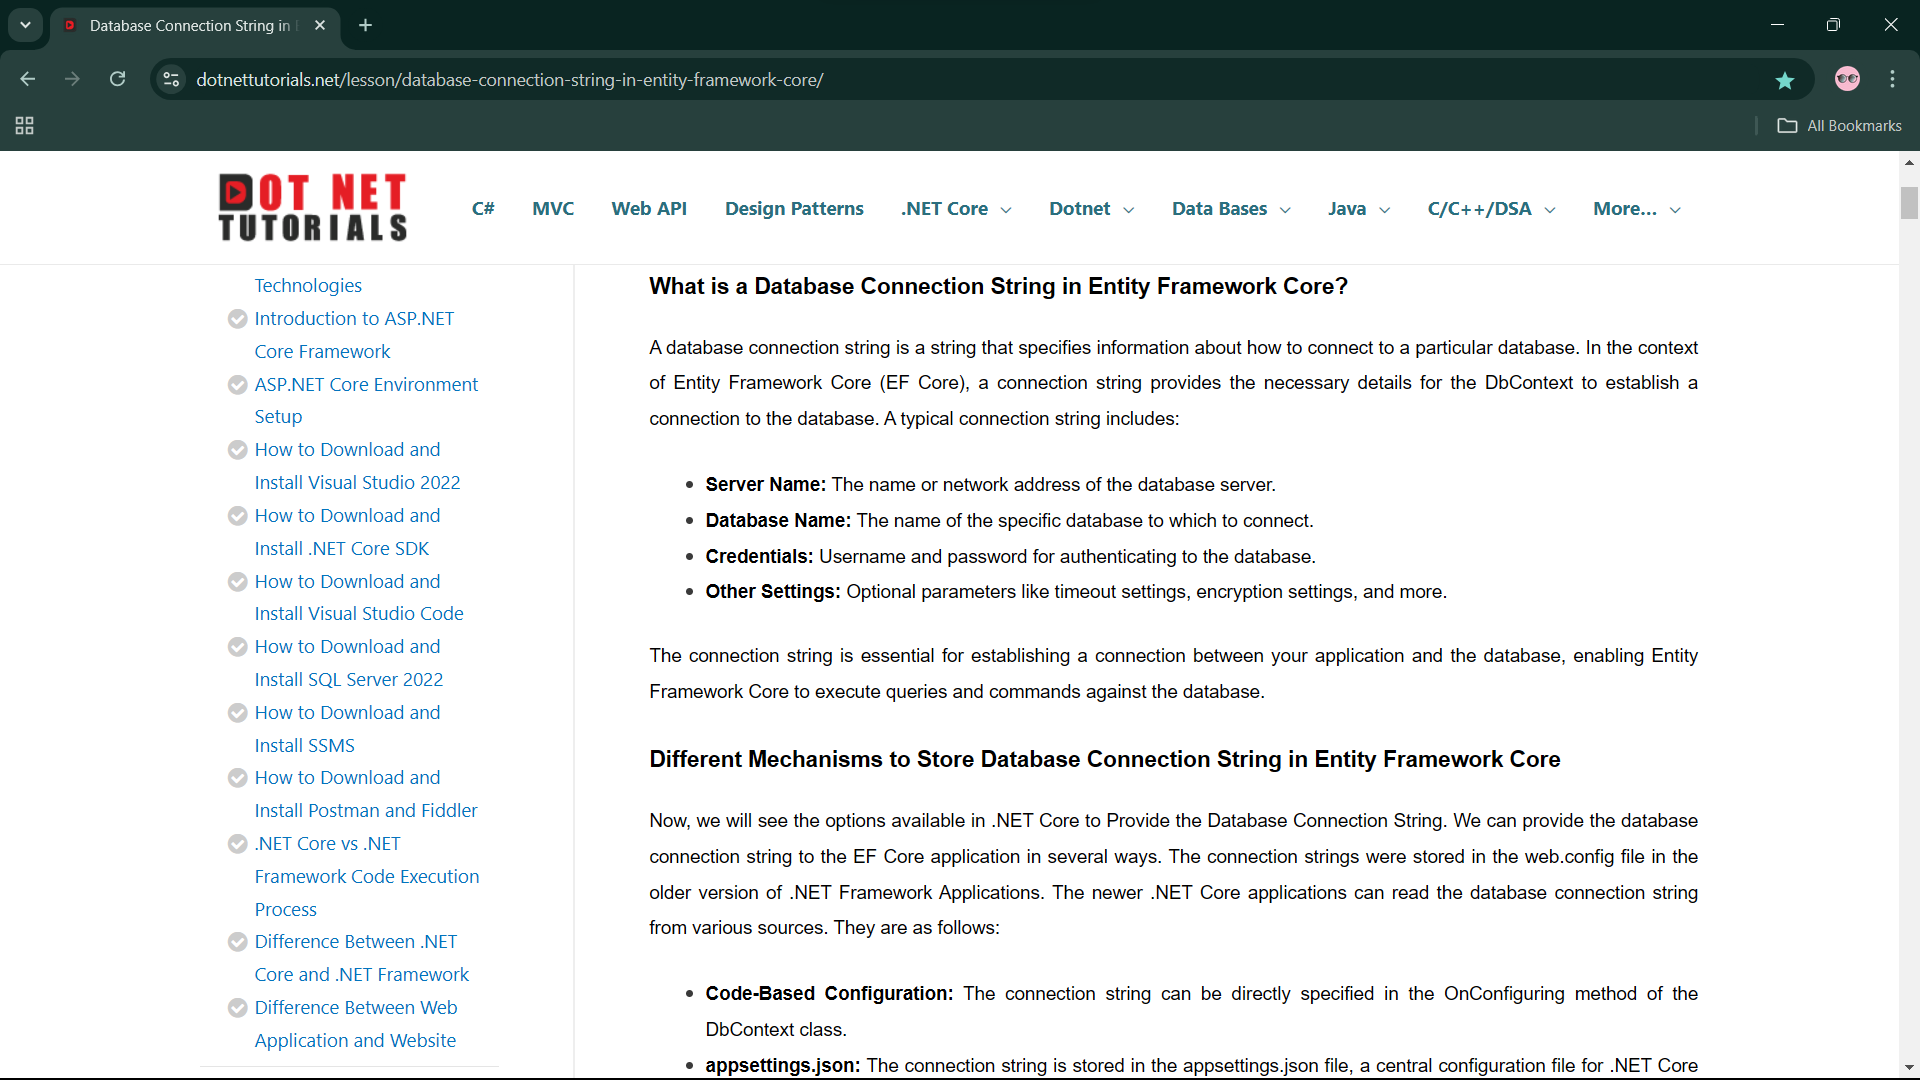 Database Connection String in
dotnettutorials.net/lesson/database-connection-string-in-entity-framework-core/
All Bookmarks
DOT NET
TUTORIALS
C#
MVC
Web API
Design Patterns
.NET Core
Dotnet
Data Bases
Java
C/C++/DSA
More...
Technologies
Introduction to ASP.NET
Core Framework
ASP.NET Core Environment
Setup
How to Download and
Install Visual Studio 2022
How to Download and
Install .NET Core SDK
How to Download and
Install Visual Studio Code
How to Download and
Install SQL Server 2022
How to Download and
Install SSMS
How to Download and
Install Postman and Fiddler
.NET Core vs .NET
Framework Code Execution
Process
Difference Between .NET
Core and .NET Framework
Difference Between Web
Application and Website
What is a Database Connection String in Entity Framework Core?
A database connection string is a string that specifies information about how to connect to a particular database. In the context
of Entity Framework Core (EF Core), a connection string provides the necessary details for the DbContext to establish a
connection to the database. A typical connection string includes:
Server Name: The name or network address of the database server.
Database Name: The name of the specific database to which to connect.
Credentials: Username and password for authenticating to the database.
Other Settings: Optional parameters like timeout settings, encryption settings, and more.
The connection string is essential for establishing a connection between your application and the database, enabling Entity
Framework Core to execute queries and commands against the database.
Different Mechanisms to Store Database Connection String in Entity Framework Core
Now, we will see the options available in .NET Core to Provide the Database Connection String. We can provide the database
connection string to the EF Core application in several ways. The connection strings were stored in the web.config file in the
older version of .NET Framework Applications. The newer .NET Core applications can read the database connection string
from various sources. They are as follows:
Code-Based Configuration: The connection string can be directly specified in the OnConfiguring method of the
DbContext class.
appsettings.json: The connection string is stored in the appsettings.json file, a central configuration file for .NET Core